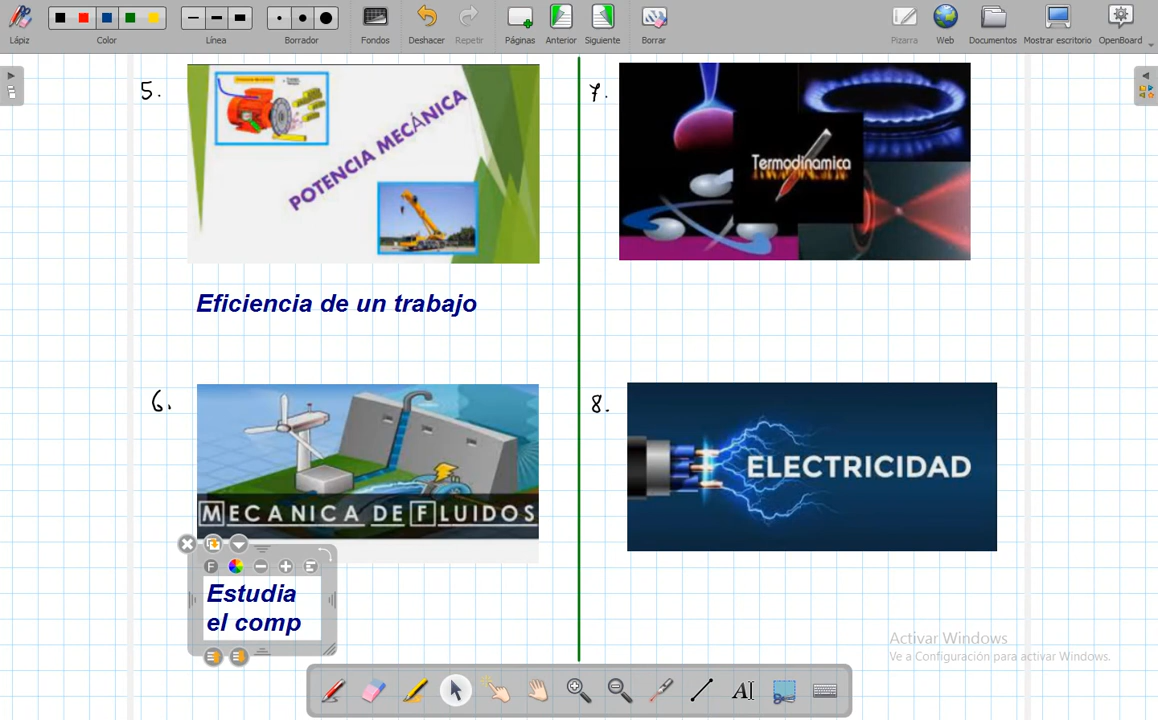 Lápiz
Color
Línea
Borrador
Fondos
Deshacer
Repetir
Páginas
Anterior
Siguiente
Borrar
Pizarra
Web
Documentos
Mostrar escritorio
OpenBoard
5.
POTENCIA MECÀNICA
Eficiencia de un trabajo
6.
MECANICA DE FLUIDOS
F
Estudia
el comp
7.
Termodinamica
8.
ELECTRICIDAD
Activar Windows
Ve a Configuración para activar Windows.
AI